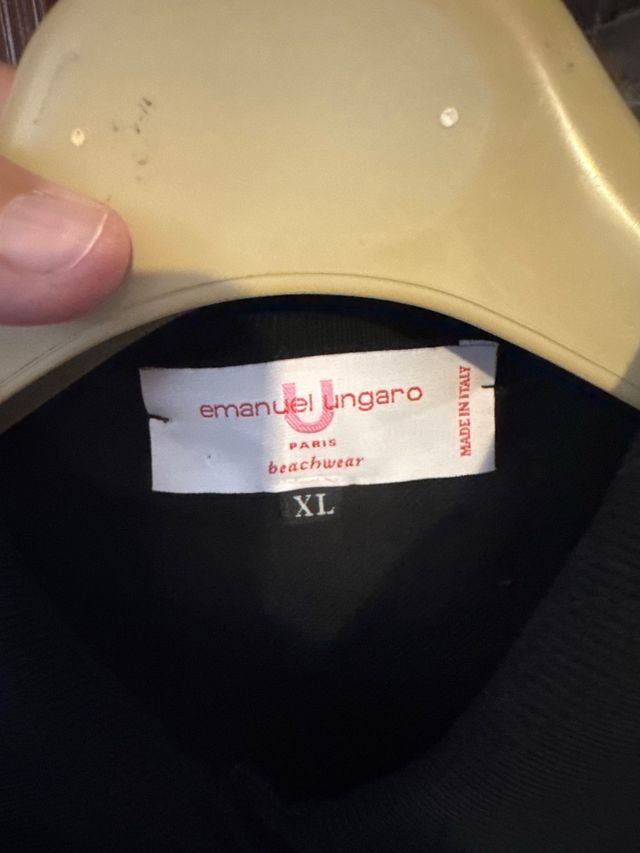 emanuel ungaro
U
PARIS
beachwear
MADE IN ITALY
XL